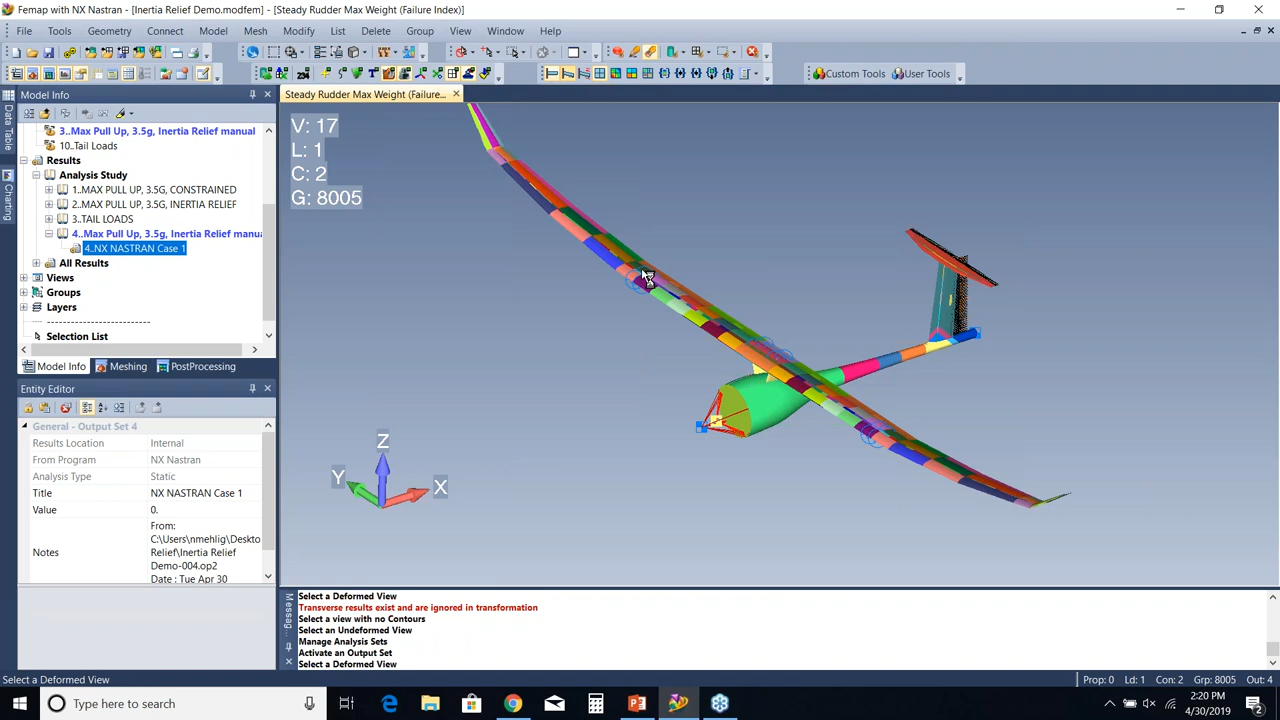 Femap with NX Nastran - [Inertia Relief Demo.modfem] - [Steady Rudder Max Weight (Failure Index)]
File Tools Geometry Connect Model Mesh Modify List Delete Group View Window Help
Custom Tools User Tools
Model Info
Steady Rudder Max Weight (Failure...
Data Table
Charting
3..Max Pull Up, 3.5g, Inertia Relief manual
10..Tail Loads
Results
Analysis Study
1..MAX PULL UP, 3.5G, CONSTRAINED
2..MAX PULL UP, 3.5G, INERTIA RELIEF
3..TAIL LOADS
4..Max Pull Up, 3.5g, Inertia Relief manua
4..NX NASTRAN Case 1
All Results
Views
Groups
Layers
Selection List
Model Info Meshing PostProcessing
V: 17
L: 1
C: 2
G: 8005
Z
Y
X
Entity Editor
General - Output Set 4
Results Location Internal
From Program NX Nastran
Analysis Type Static
Title NX NASTRAN Case 1
Value 0.
Notes
From:
C:\Users\nmehlig\Deskto
Relief\Inertia Relief
Demo-004.op2
Date : Tue Apr 30
Messag...
Select a Deformed View
Transverse results exist and are ignored in transformation
Select a view with no Contours
Select an Undeformed View
Manage Analysis Sets
Activate an Output Set
Select a Deformed View
Select a Deformed View
Prop: 0 Ld: 1 Con: 2 Grp: 8005 Out: 4
Type here to search
2:20 PM
4/30/2019